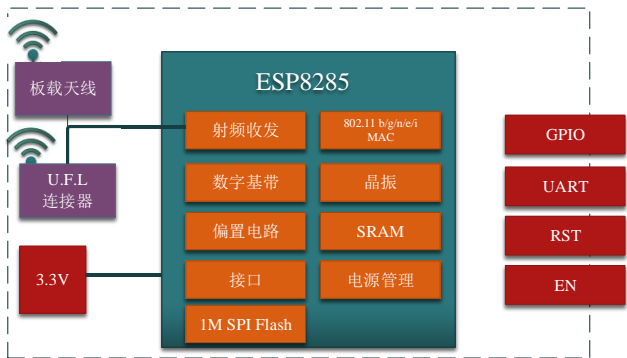 ESP8285
板载天线
U.F.L
连接器
3.3V
射频收发
802.11 b/g/n/e/i
MAC
数字基带
晶振
偏置电路
SRAM
接口
电源管理
1M SPI Flash
GPIO
UART
RST
EN